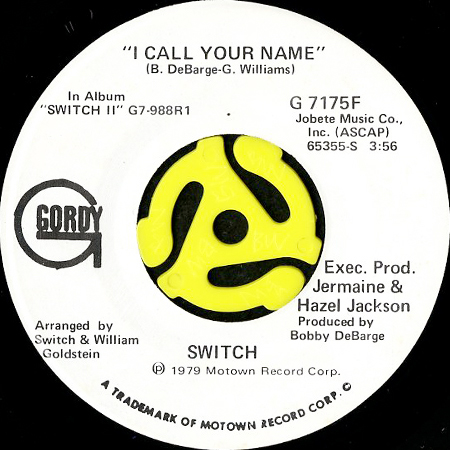 "I CALL YOUR NAME"
(B. DeBarge-G. Williams)
In Album
"SWITCH II" G7-988R1
G 7175F
Jobete Music Co.,
Inc. (ASCAP)
65355-S 3:56
GORDY
Exec. Prod.
Jermaine &
Hazel Jackson
Produced by
Bobby DeBarge
Arranged by
Switch & William
Goldstein
SWITCH
℗ 1979 Motown Record Corp.
A TRADEMARK OF MOTOWN RECORD CORP. ©